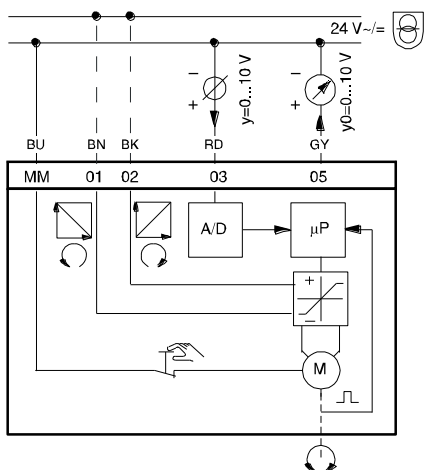 24 V~/=
– – y=0...10 V y0=0...10 V
+ +
BU BN BK RD GY
MM 01 02 03 05
A/D µP
+
–
M